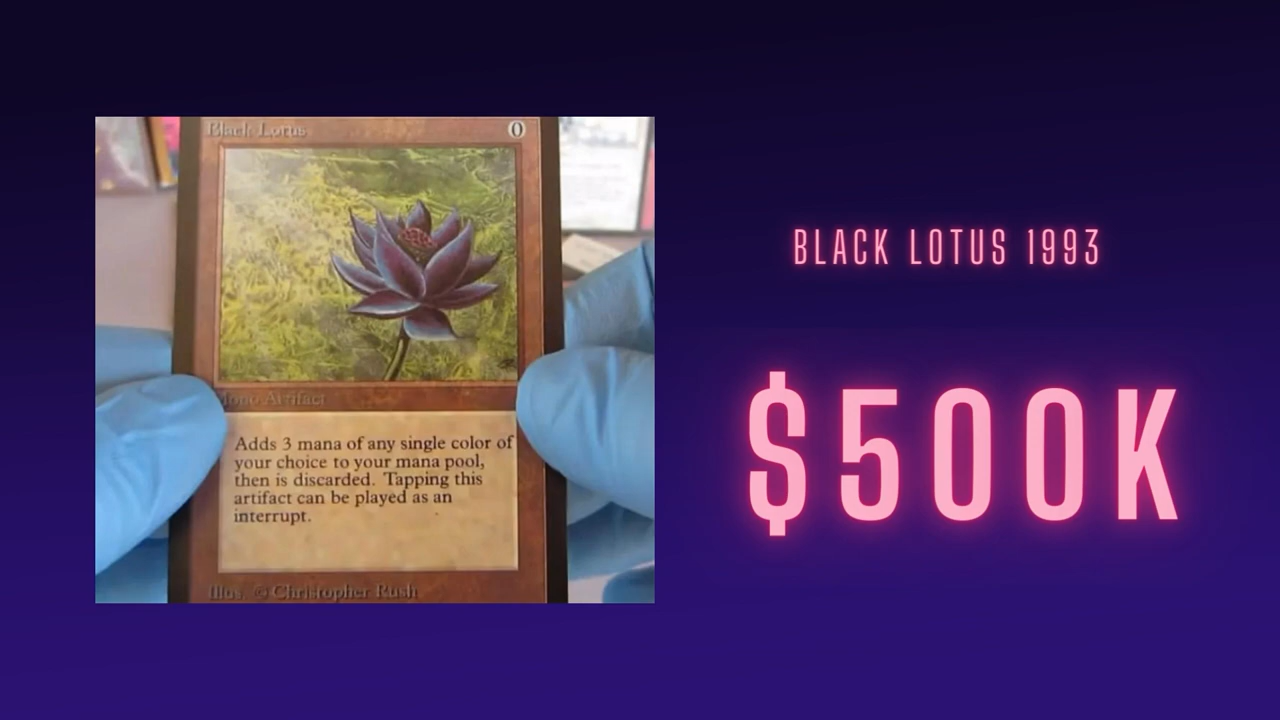 Black Lotus 0
Mono Artifact
Adds 3 mana of any single color of
your choice to your mana pool,
then is discarded. Tapping this
artifact can be played as an
interrupt.
Illus. © Christopher Rush
BLACK LOTUS 1993
$500K